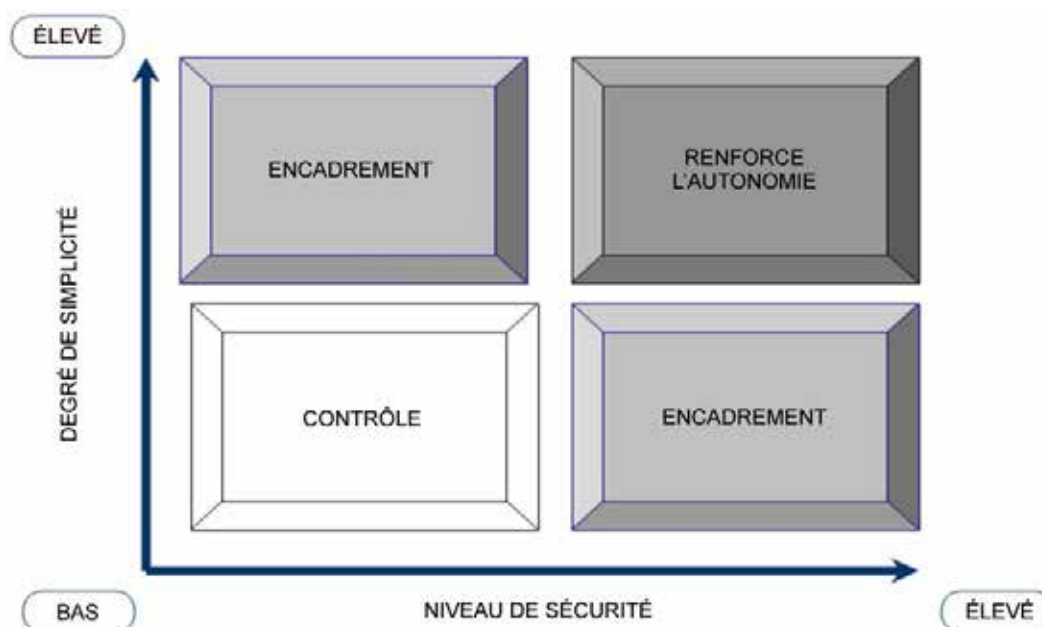 ÉLEVÉ
ENCADREMENT
RENFORCE
L'AUTONOMIE
DEGRÉ DE SIMPLICITÉ
CONTRÔLE
ENCADREMENT
BAS
NIVEAU DE SÉCURITÉ
ÉLEVÉ